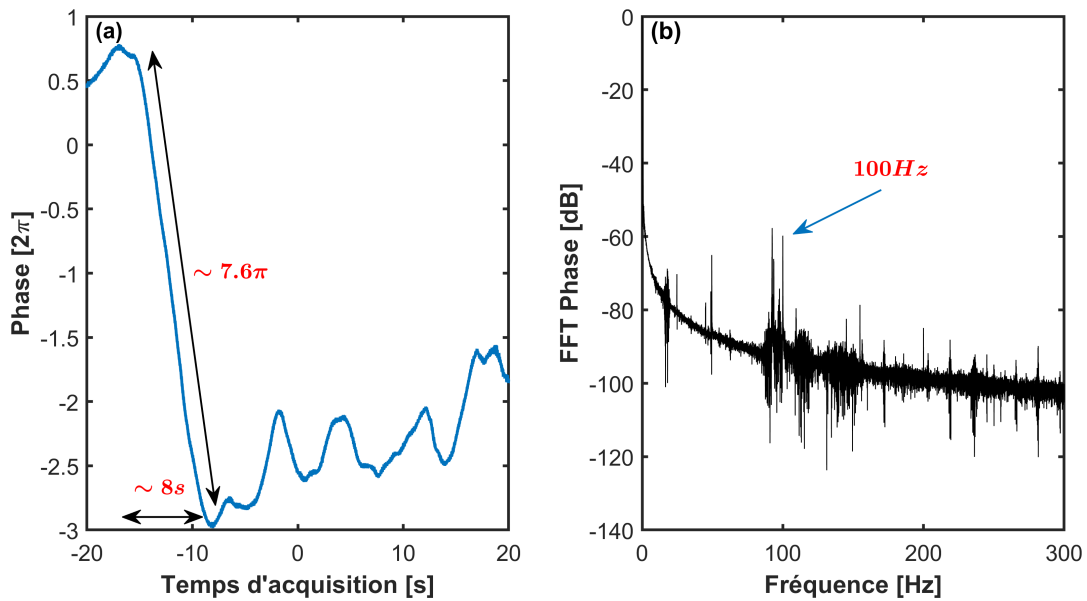 (a)
1
0.5
0
-0.5
-1
-1.5
-2
-2.5
-3
Phase [2π]
∼ 7.6π
∼ 8s
-20
-10
0
10
20
Temps d'acquisition [s]
(b)
0
-20
-40
-60
-80
-100
-120
-140
FFT Phase [dB]
100Hz
0
100
200
300
Fréquence [Hz]